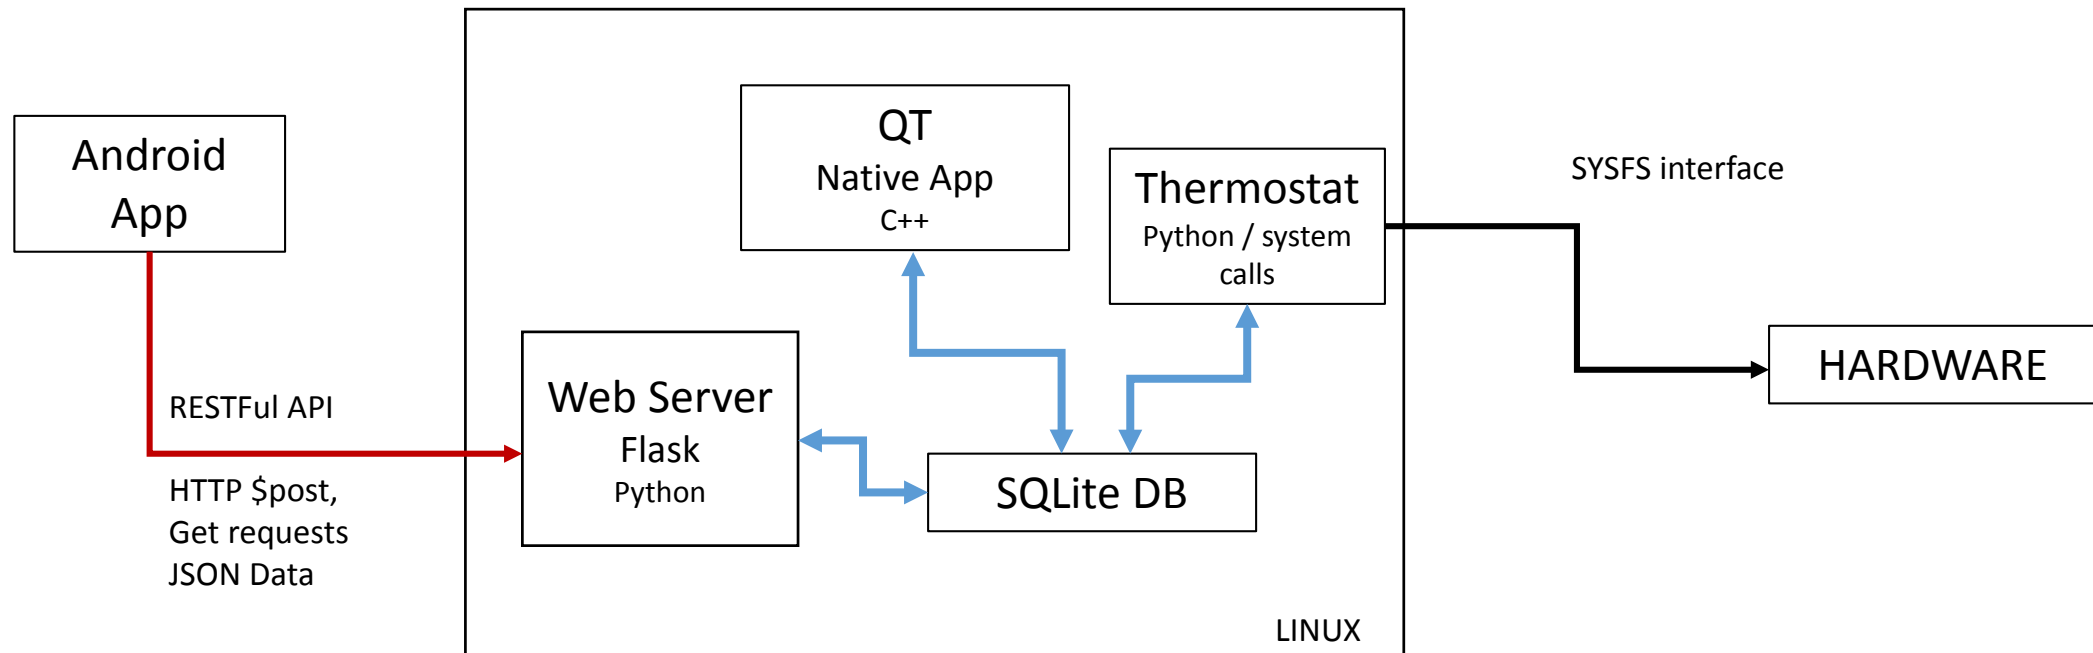 Android
App
RESTFul API
HTTP $post,
Get requests
JSON Data
QT
Native App
C++
Thermostat
Python / system
calls
Web Server
Flask
Python
SQLite DB
LINUX
SYSFS interface
HARDWARE